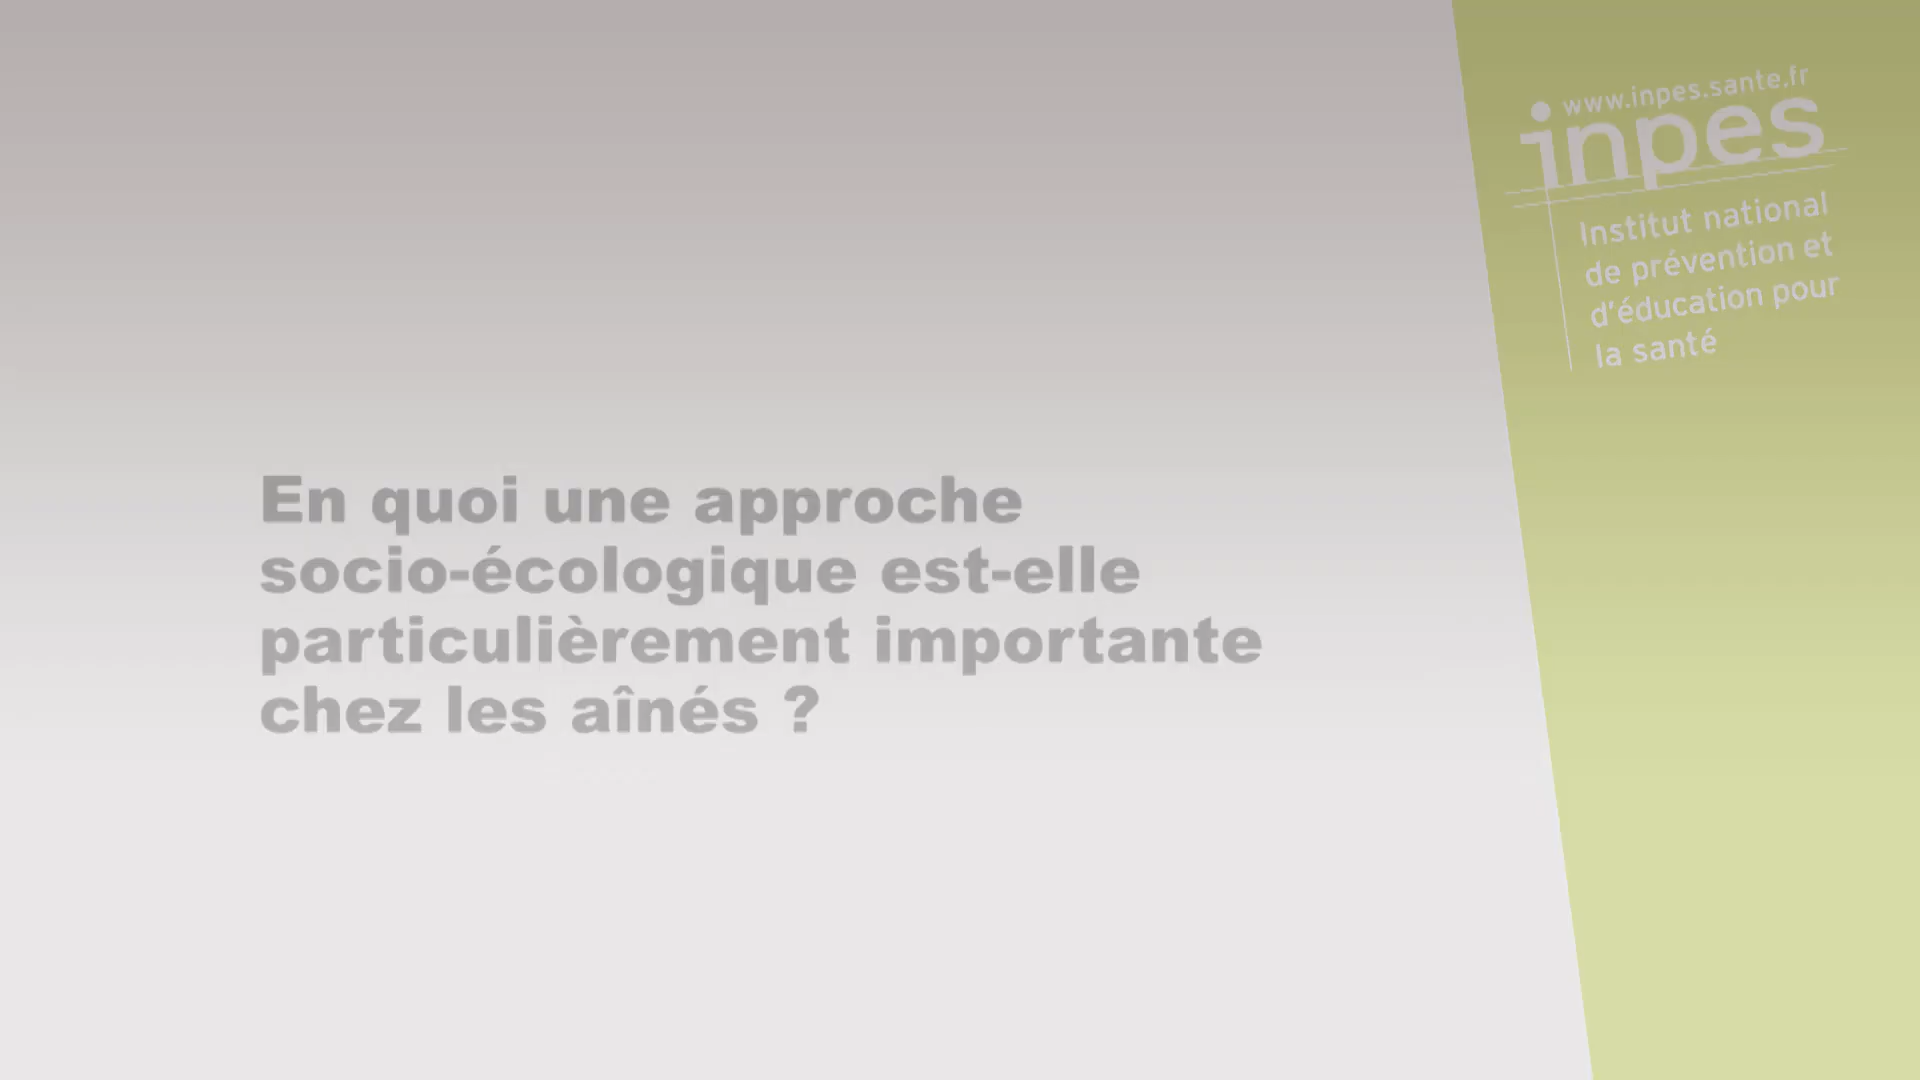 En quoi une approche
socio-écologique est-elle
particulièrement importante
chez les aînés ?
www.inpes.sante.fr
inpes
Institut national
de prévention et
d'éducation pour
la santé